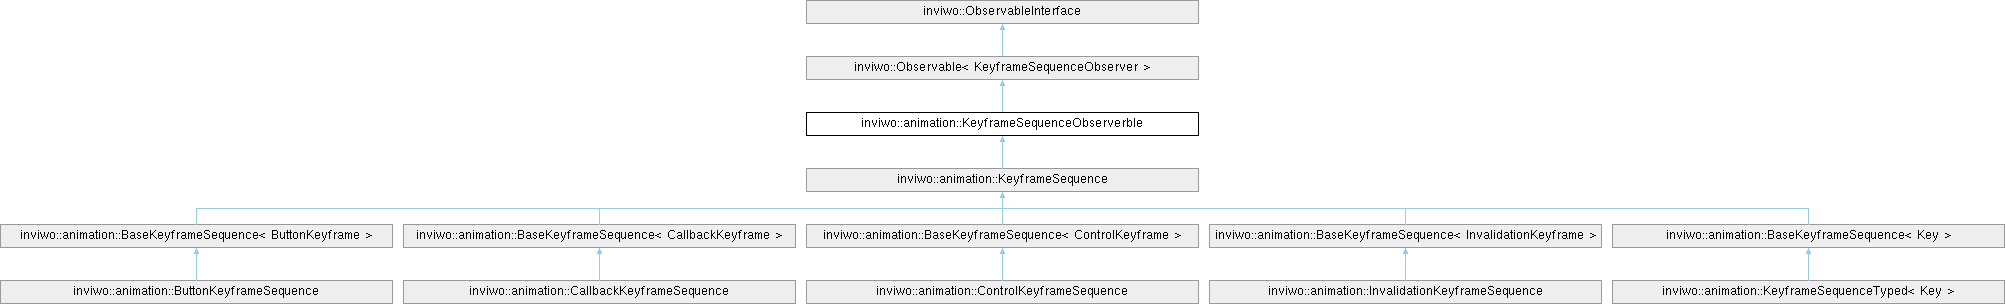 inviwo::ObservableInterface
inviwo::Observable< KeyframeSequenceObserver >
inviwo::animation::KeyframeSequenceObserverble
inviwo::animation::KeyframeSequence
inviwo::animation::BaseKeyframeSequence< ButtonKeyframe >
inviwo::animation::BaseKeyframeSequence< CallbackKeyframe >
inviwo::animation::BaseKeyframeSequence< ControlKeyframe >
inviwo::animation::BaseKeyframeSequence< InvalidationKeyframe >
inviwo::animation::BaseKeyframeSequence< Key >
inviwo::animation::ButtonKeyframeSequence
inviwo::animation::CallbackKeyframeSequence
inviwo::animation::ControlKeyframeSequence
inviwo::animation::InvalidationKeyframeSequence
inviwo::animation::KeyframeSequenceTyped< Key >